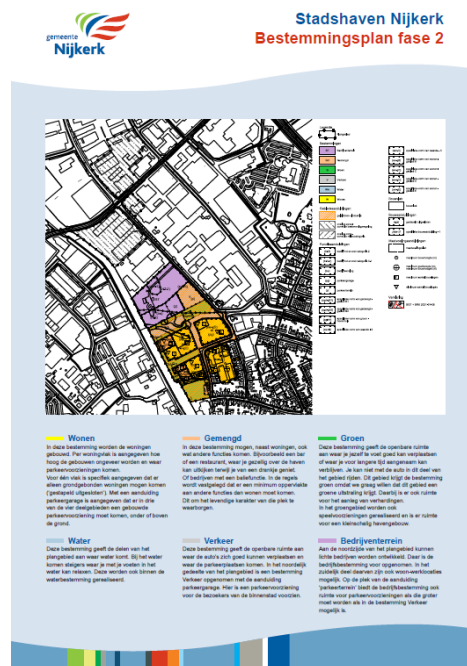 gemeente
Nijkerk
Stadshaven Nijkerk
Bestemmingsplan fase 2
Wonen
In deze bestemming worden de woningen
gebouwd. Per woningvlak is aangegeven hoe
hoog de gebouwen ongeveer worden en waar
parkeervoorzieningen komen.
Voor één vlak is specifiek aangegeven dat er
alleen grondgebonden woningen mogen komen
('gestapeld uitgesloten'). Met een aanduiding
parkeergarage is aangegeven dat er in drie
van de vier deelgebieden een gebouwde
parkeervoorziening moet komen, onder of boven
de grond.
Gemengd
In deze bestemming mogen, naast woningen, ook
wat andere functies komen. Bijvoorbeeld een bar
of een restaurant, waar je gezellig over de haven
kan uitkijken terwijl je van een drankje geniet.
Of bedrijven met een baliefunctie. In de regels
wordt vastgelegd dat er een minimum oppervlakte
aan andere functies dan wonen moet komen.
Dit om het levendige karakter van die plek te
waarborgen.
Groen
Deze bestemming geeft de openbare ruimte
aan waar je jezelf te voet goed kan verplaatsen
of waar je voor langere tijd aangenaam kan
verblijven. Je kan niet met de auto in dit deel van
het gebied rijden. Dit gebied krijgt de bestemming
groen omdat we graag willen dat dit gebied een
groene uitstraling krijgt. Daarbij is er ook ruimte
voor het aanleg van verhardingen.
In het groengebied worden ook
speelvoorzieningen gerealiseerd en is er ruimte
voor een kleinschalig havengebouw.
Water
Deze bestemming geeft de delen van het
plangebied aan waar water komt. Bij het water
komen steigers waar je met je voeten in het
water kan relaxen. Deze worden ook binnen de
waterbestemming gerealiseerd.
Verkeer
Deze bestemming geeft de openbare ruimte aan
waar de auto's zich goed kunnen verplaatsen en
waar de parkeerplaatsen komen. In het noordelijk
gedeelte van het plangebied is een bestemming
Verkeer opgenomen met de aanduiding
parkeergarage. Hier is een parkeervoorziening
voor de bezoekers van de binnenstad voorzien.
Bedrijventerrein
Aan de noordzijde van het plangebied kunnen
lichte bedrijven worden ontwikkeld. Daar is de
bedrijfsbestemming voor opgenomen. In het
zuidelijk deel daarvan zijn ook woon-werklocaties
mogelijk. Op de plek van de aanduiding
'parkeerterrein' biedt de bedrijfsbestemming ook
ruimte voor parkeervoorzieningen als die groter
moet worden als in de bestemming Verkeer
mogelijk is.